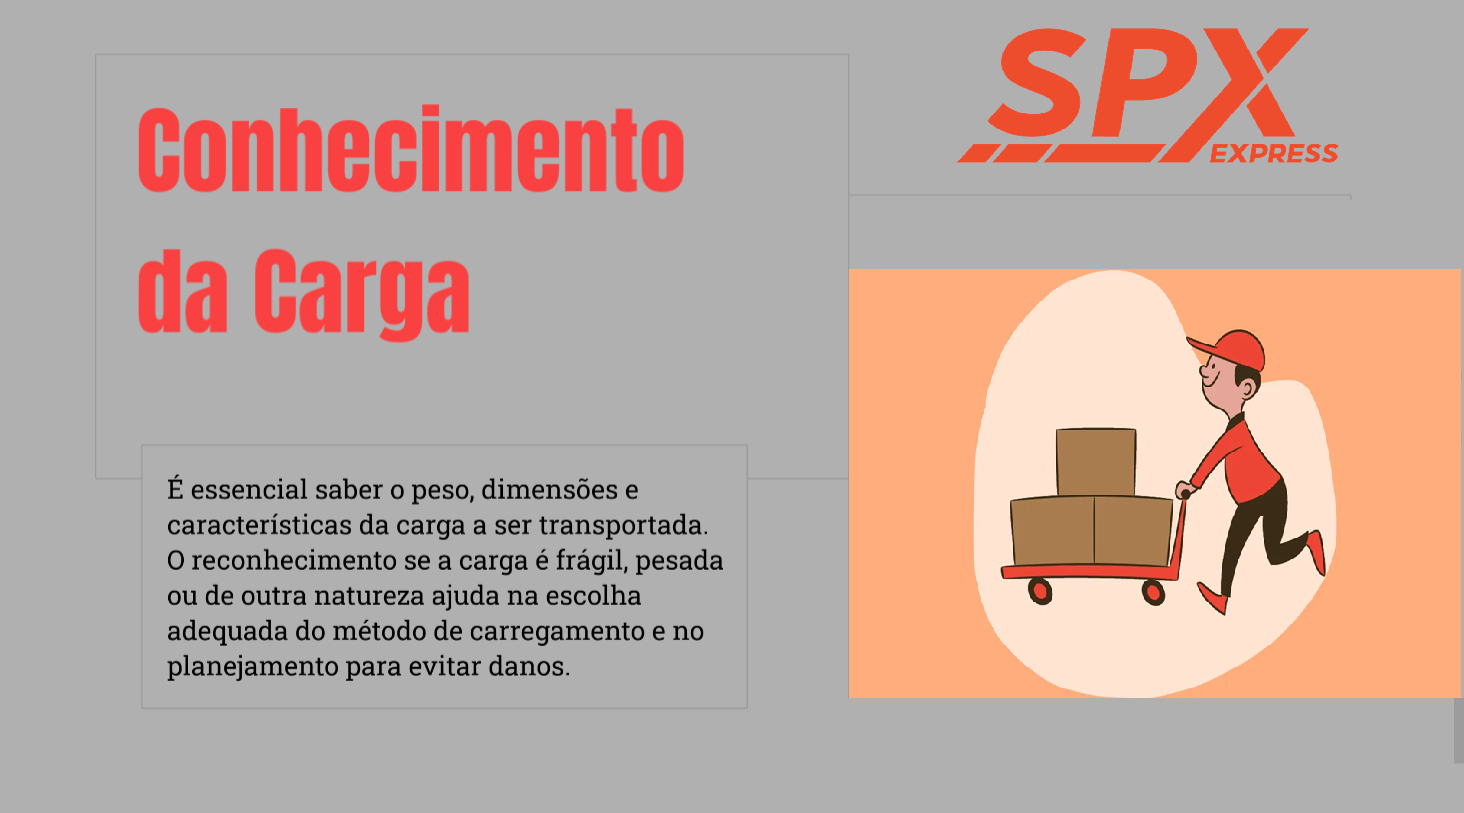 Conhecimento
da Carga
SPX
EXPRESS
É essencial saber o peso, dimensões e
características da carga a ser transportada.
O reconhecimento se a carga é frágil, pesada
ou de outra natureza ajuda na escolha
adequada do método de carregamento e no
planejamento para evitar danos.